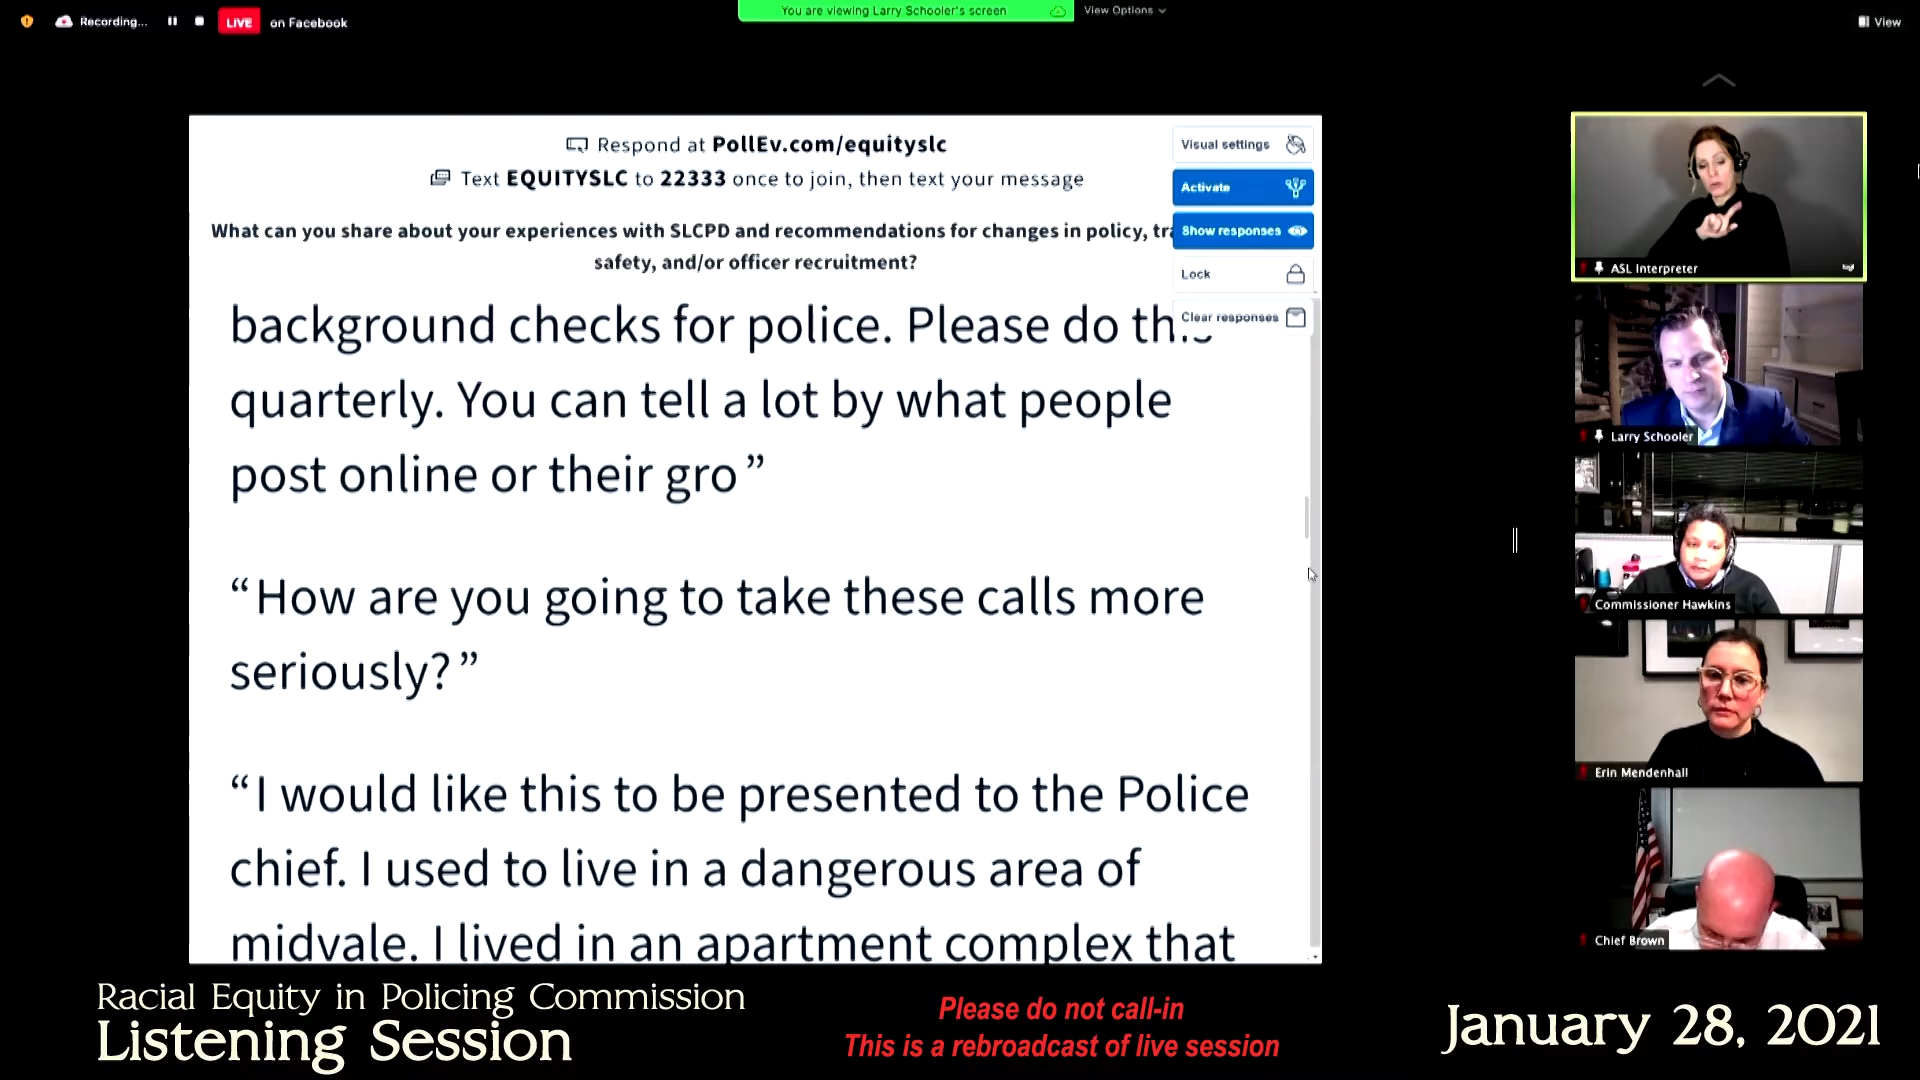 Recording...
LIVE on Facebook
You are viewing Larry Schooler's screen
View Options
View
Respond at PollEv.com/equityslc
Text EQUITYSLC to 22333 once to join, then text your message
What can you share about your experiences with SLCPD and recommendations for changes in policy,
safety, and/or officer recruitment?
Visual settings
Activate
Show responses
Lock
Clear responses
background checks for police. Please do this
quarterly. You can tell a lot by what people
post online or their gro”
“How are you going to take these calls more
seriously?”
“I would like this to be presented to the Police
chief. I used to live in a dangerous area of
midvale. I lived in an apartment complex that
ASL Interpreter
Larry Schooler
Commissioner Hawkins
Erin Mendenhall
Chief Brown
Racial Equity in Policing Commission
Listening Session
Please do not call-in
This is a rebroadcast of live session
January 28, 2021